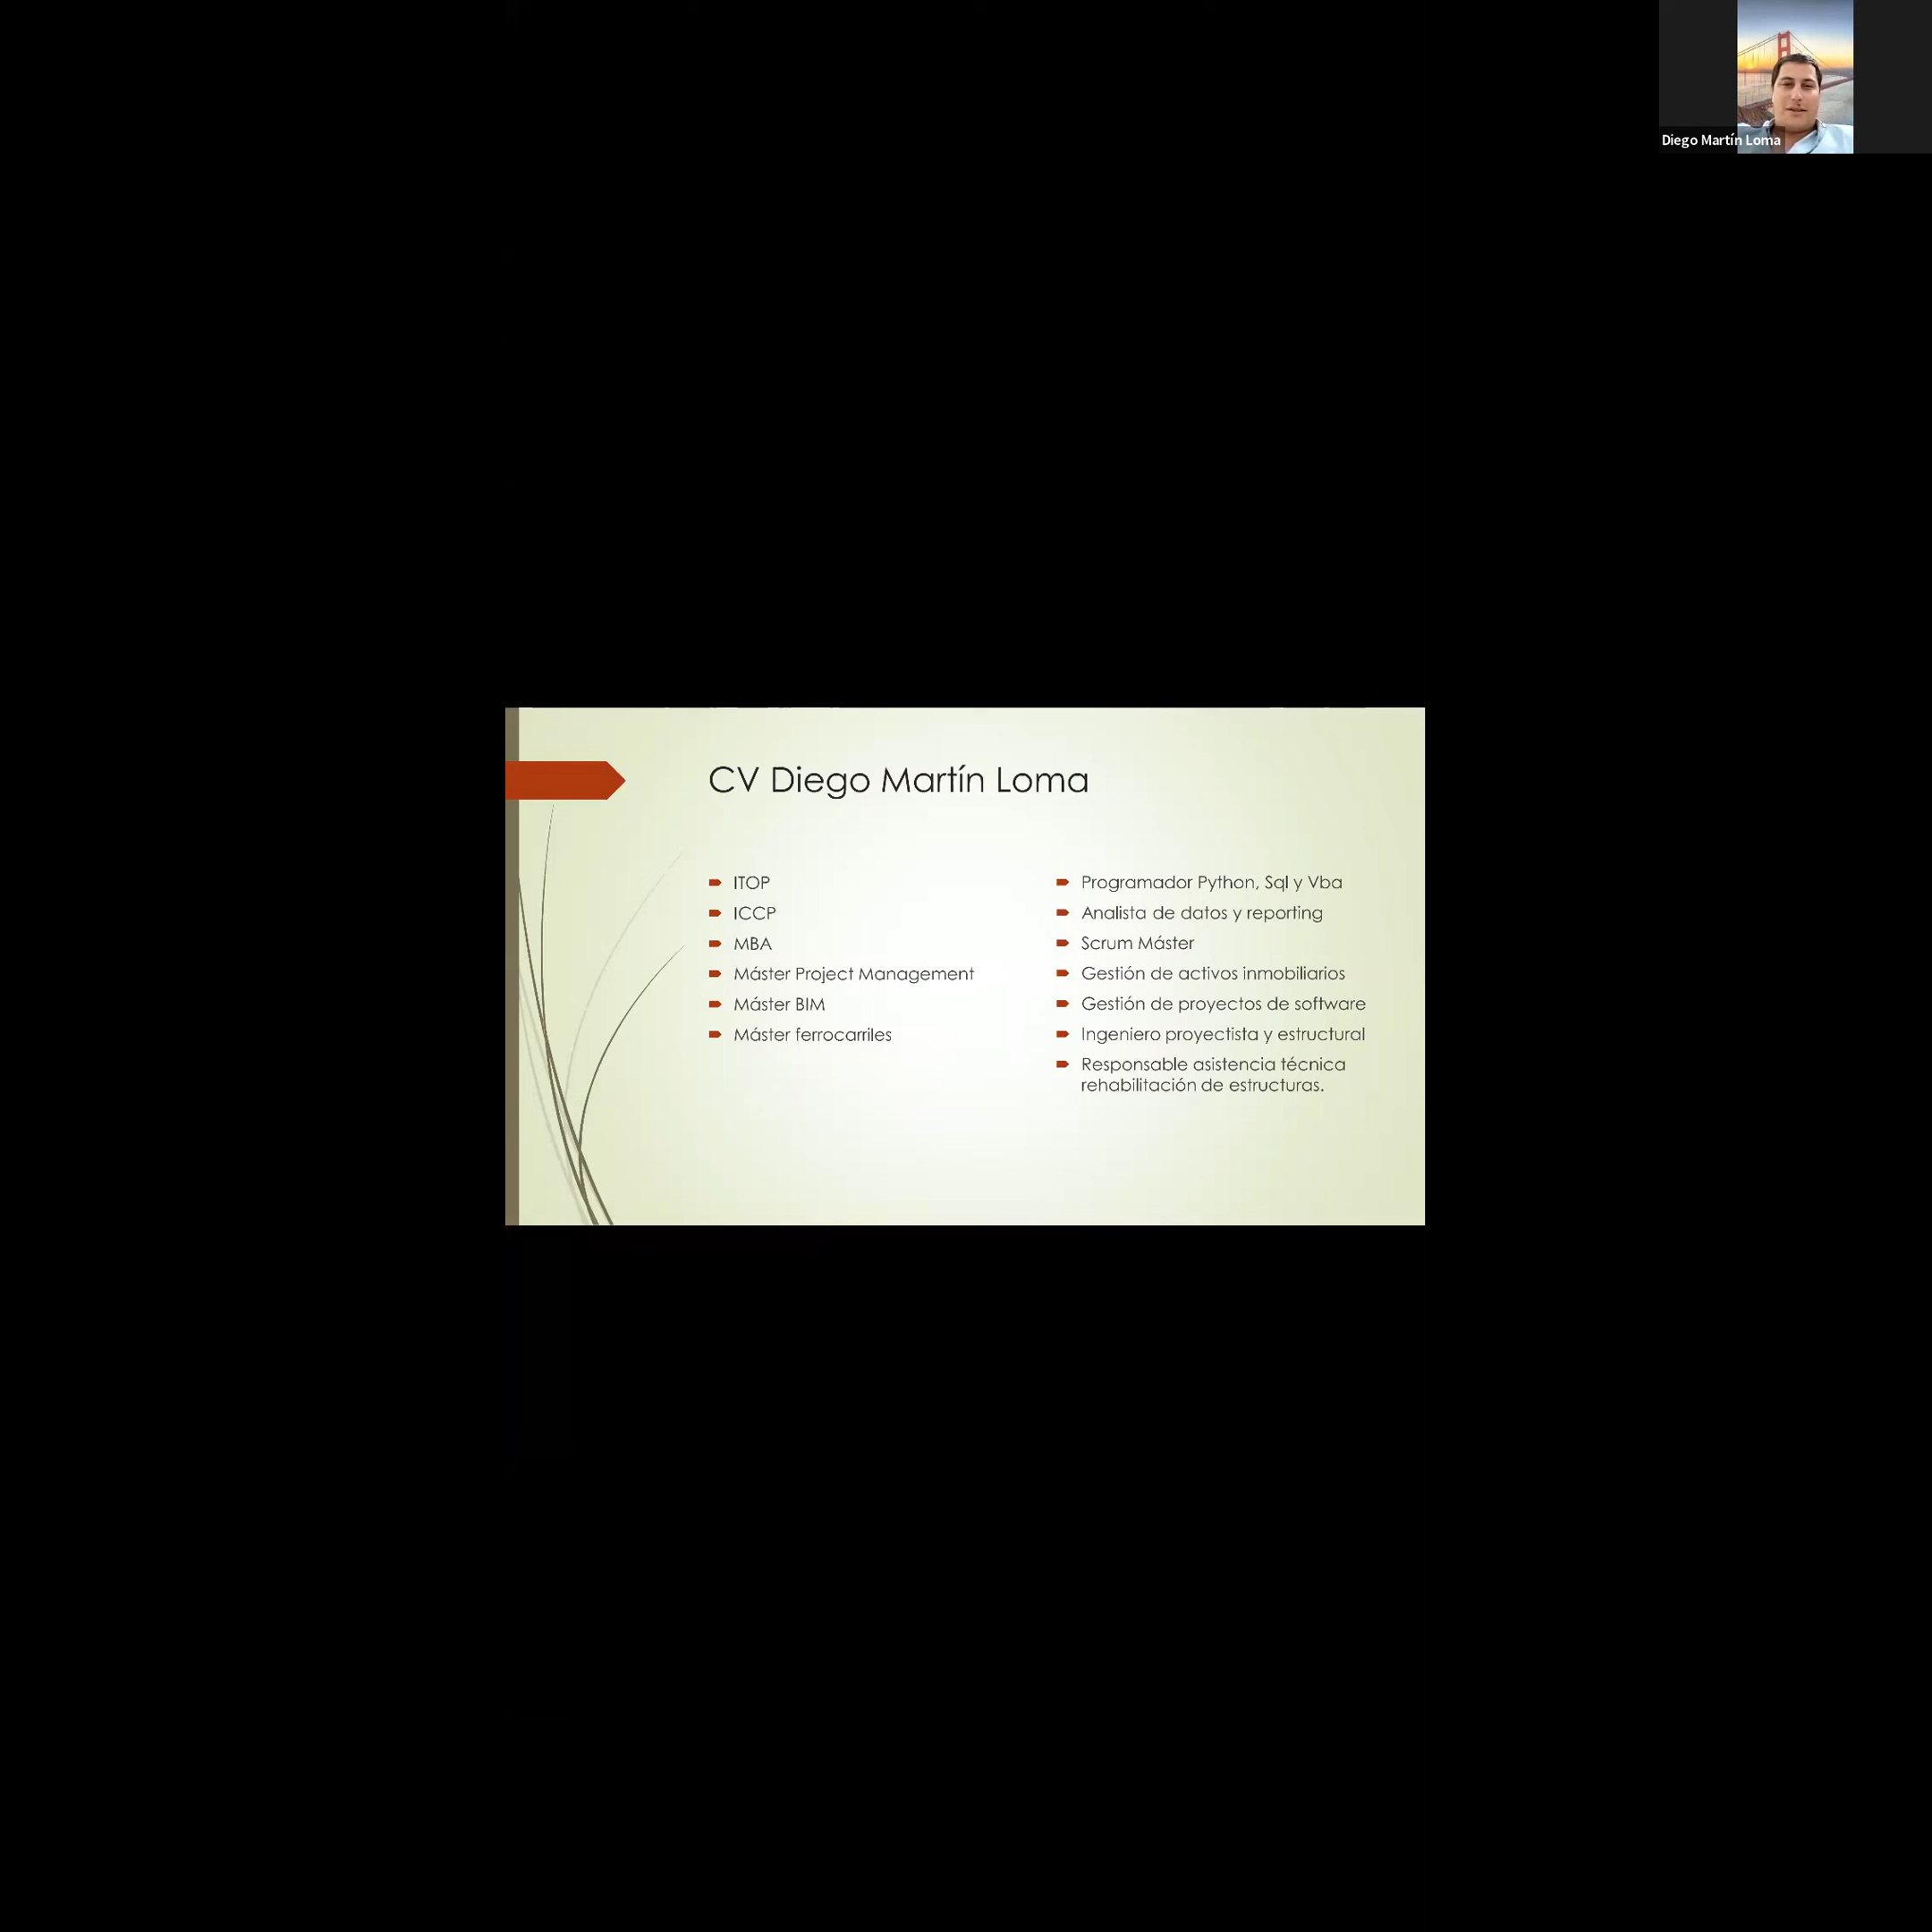 Diego Martín Loma
CV Diego Martín Loma
ITOP
ICCP
MBA
Máster Project Management
Máster BIM
Máster ferrocarriles
Programador Python, Sql y Vba
Analista de datos y reporting
Scrum Máster
Gestión de activos inmobiliarios
Gestión de proyectos de software
Ingeniero proyectista y estructural
Responsable asistencia técnica
rehabilitación de estructuras.